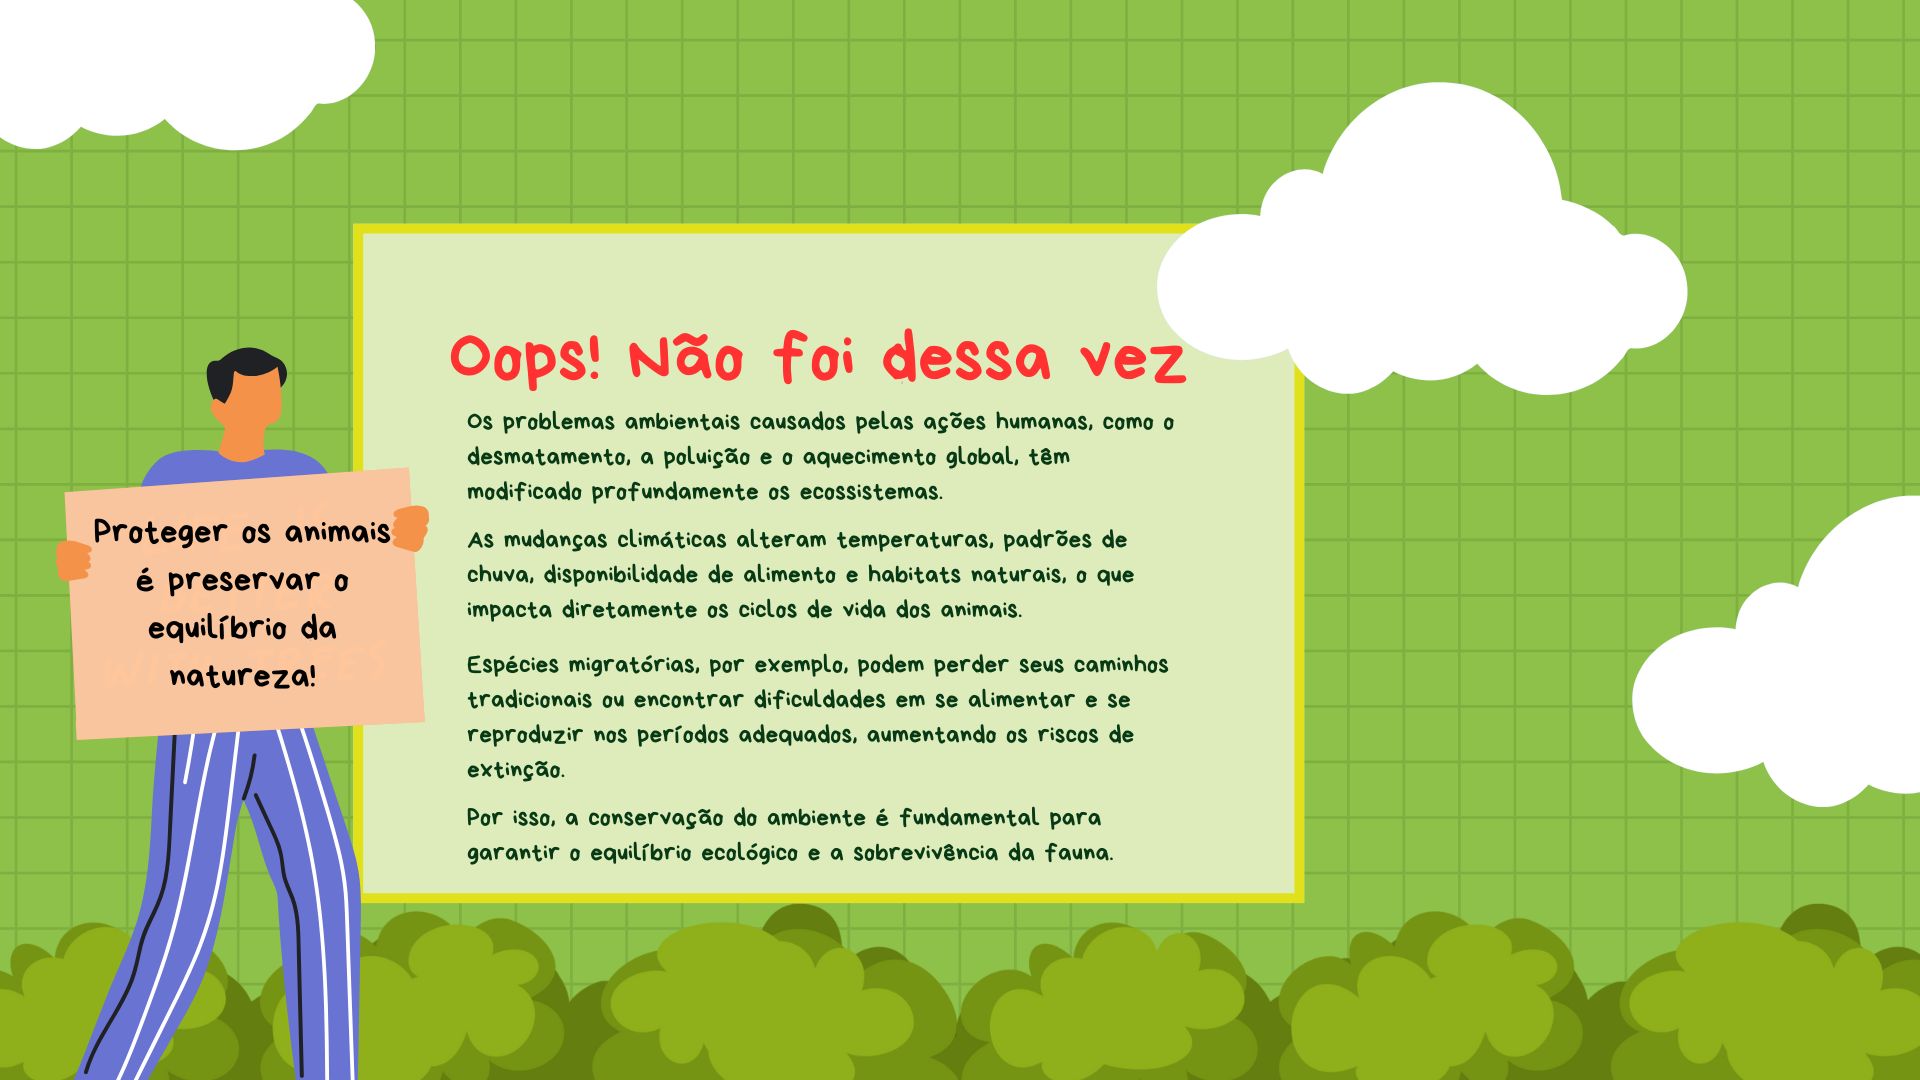 Oops! Não foi dessa vez
Os problemas ambientais causados pelas ações humanas, como o
desmatamento, a poluição e o aquecimento global, têm
modificado profundamente os ecossistemas.
As mudanças climáticas alteram temperaturas, padrões de
chuva, disponibilidade de alimento e habitats naturais, o que
impacta diretamente os ciclos de vida dos animais.
Espécies migratórias, por exemplo, podem perder seus caminhos
tradicionais ou encontrar dificuldades em se alimentar e se
reproduzir nos períodos adequados, aumentando os riscos de
extinção.
Por isso, a conservação do ambiente é fundamental para
garantir o equilíbrio ecológico e a sobrevivência da fauna.
Proteger os animais
é preservar o
equilíbrio da
natureza!